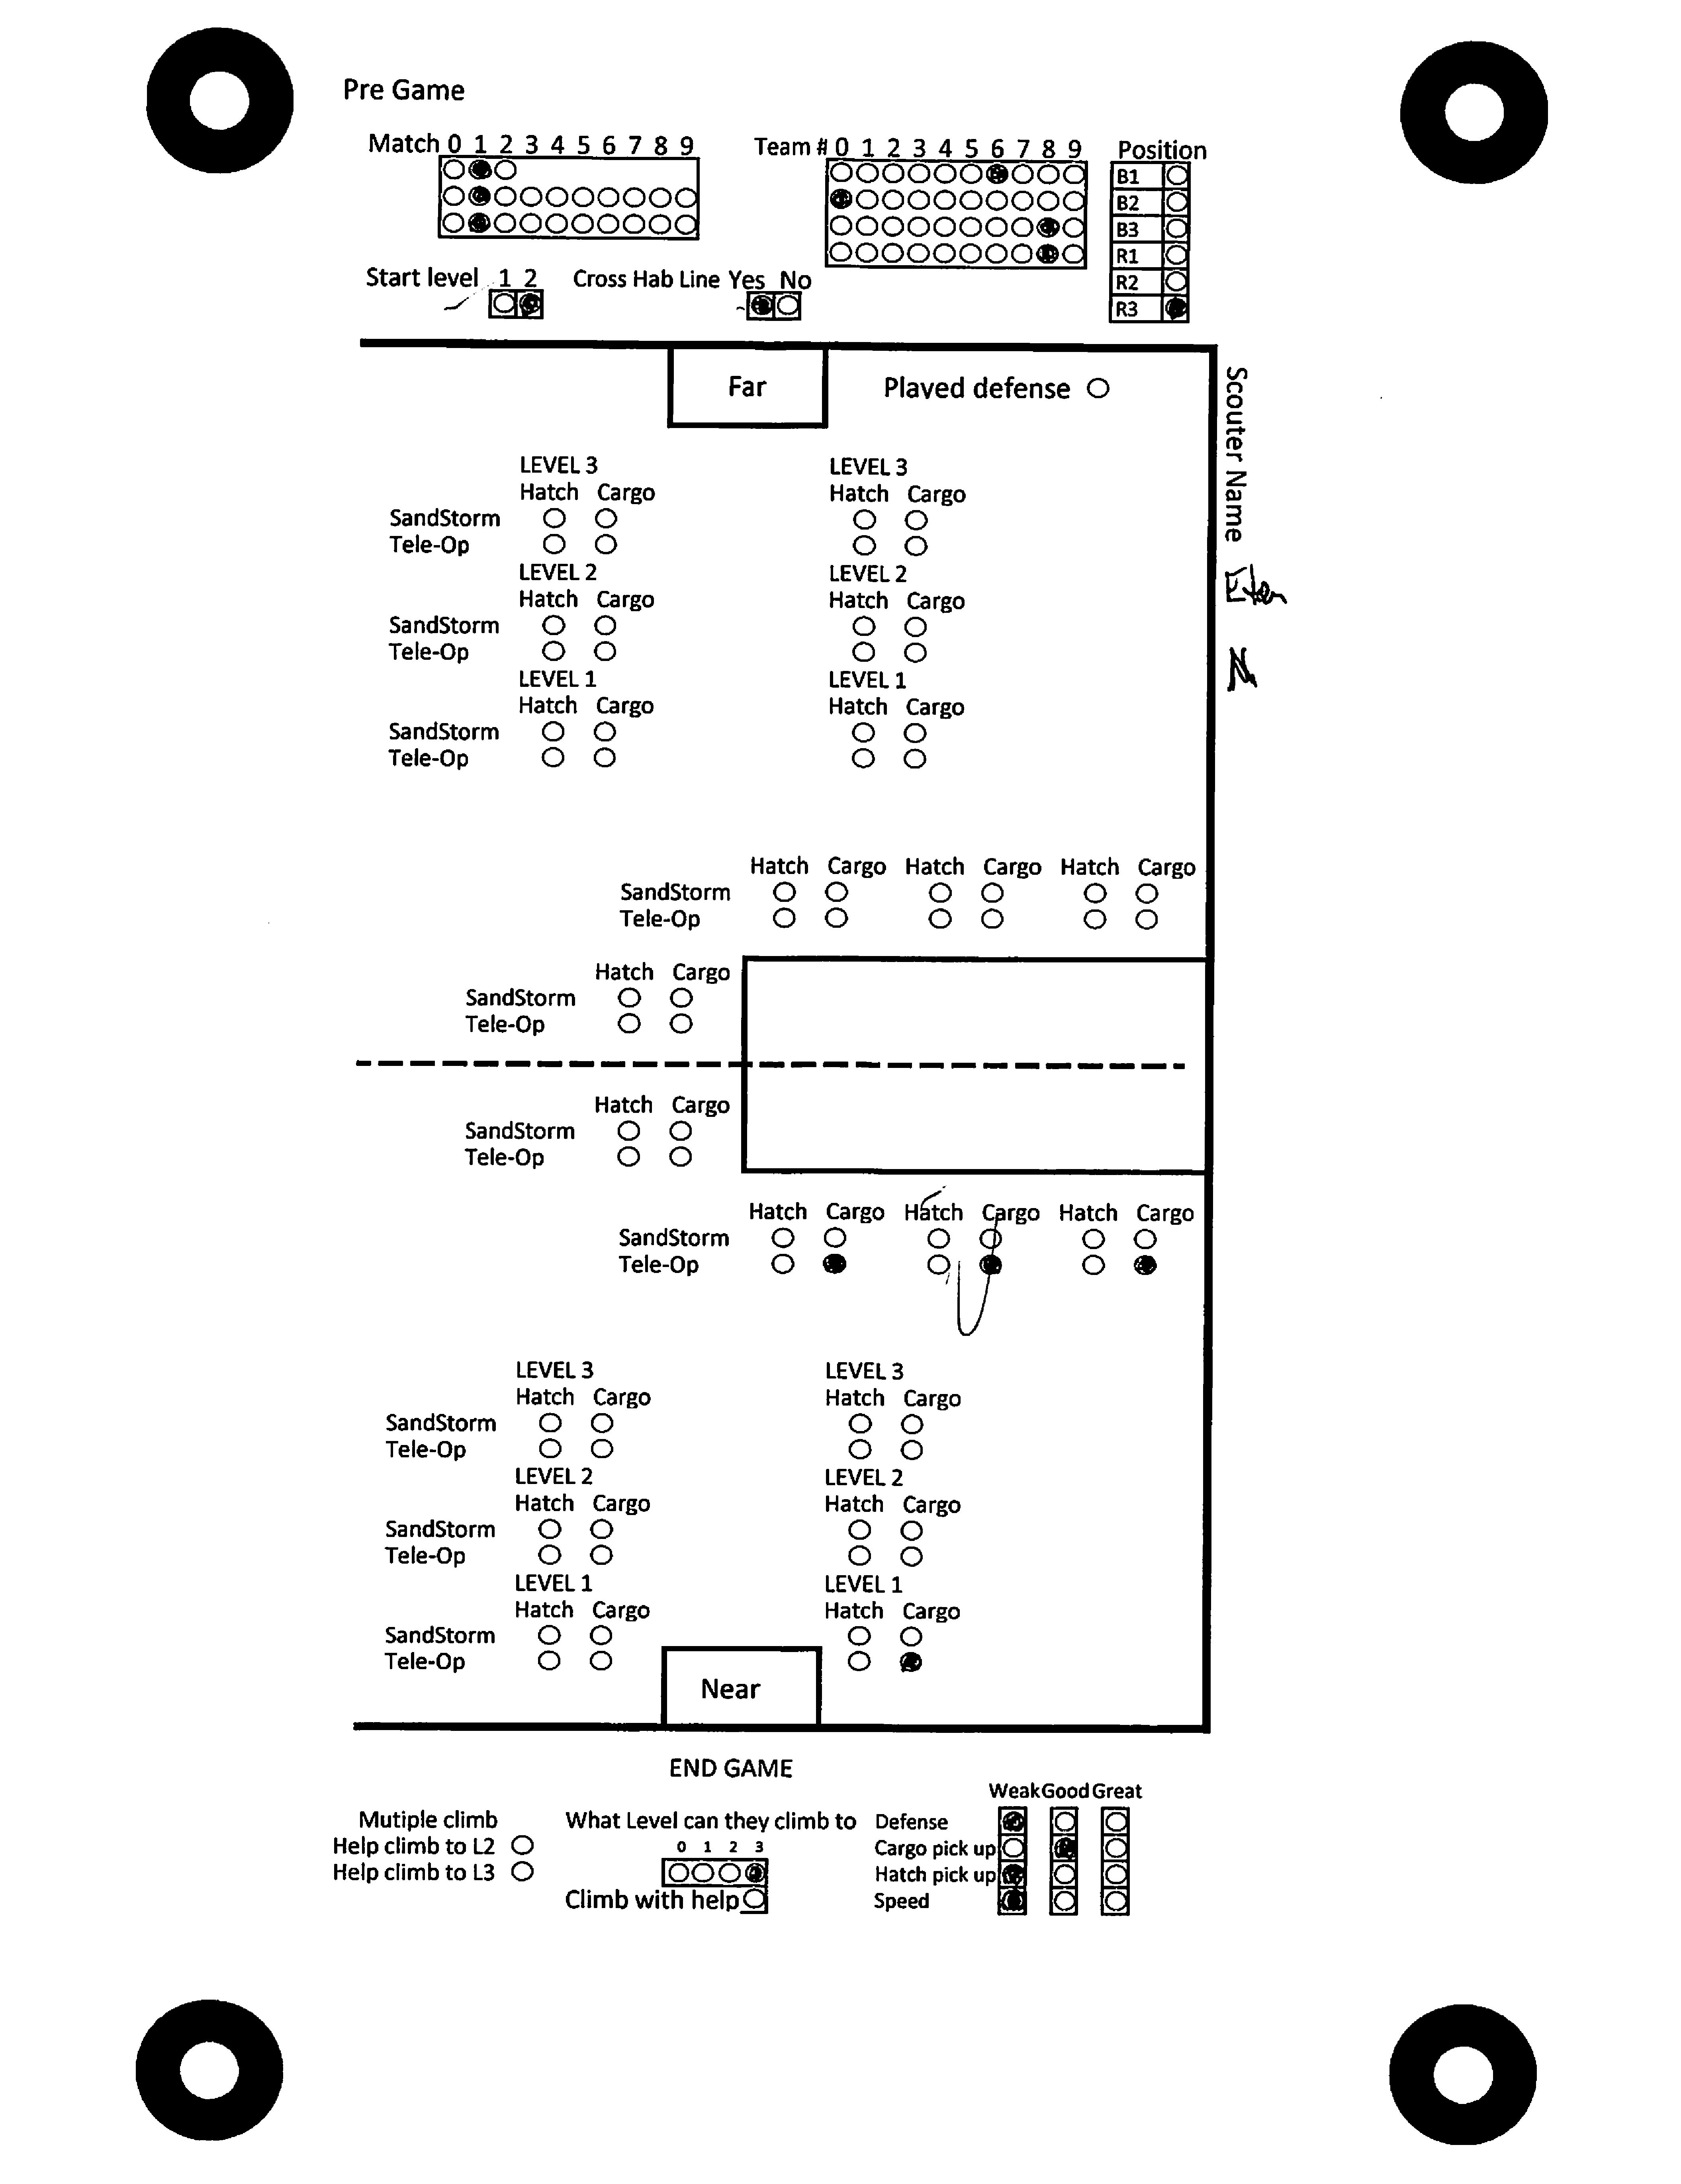 Pre Game
Match 0 1 2 3 4 5 6 7 8 9
Team # 0 1 2 3 4 5 6 7 8 9
Position
B1
B2
B3
R1
R2
R3
Start level 1 2
Cross Hab Line Yes No
Far
Played defense
Scouter Name
LEVEL 3 LEVEL 3
Hatch Cargo Hatch Cargo
SandStorm
Tele-Op
LEVEL 2 LEVEL 2
Hatch Cargo Hatch Cargo
SandStorm
Tele-Op
LEVEL 1 LEVEL 1
Hatch Cargo Hatch Cargo
SandStorm
Tele-Op
Hatch Cargo Hatch Cargo Hatch Cargo
SandStorm
Tele-Op
Hatch Cargo
SandStorm
Tele-Op
Hatch Cargo
SandStorm
Tele-Op
Hatch Cargo Hatch Cargo Hatch Cargo
SandStorm
Tele-Op
LEVEL 3 LEVEL 3
Hatch Cargo Hatch Cargo
SandStorm
Tele-Op
LEVEL 2 LEVEL 2
Hatch Cargo Hatch Cargo
SandStorm
Tele-Op
LEVEL 1 LEVEL 1
Hatch Cargo Hatch Cargo
SandStorm
Tele-Op
Near
END GAME
Mutiple climb
Help climb to L2
Help climb to L3
What Level can they climb to
0 1 2 3
Climb with help
Weak Good Great
Defense
Cargo pick up
Hatch pick up
Speed